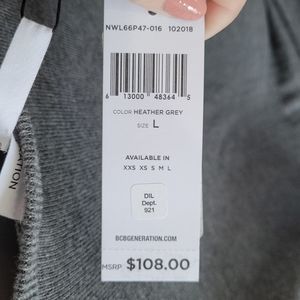 NWL66P47-016 102018
6 13000 48364 5
COLOR HEATHER GREY
SIZE L
AVAILABLE IN
XXS XS S M L
DIL
Dept.
921
BCBGENERATION.COM
MSRP $108.00